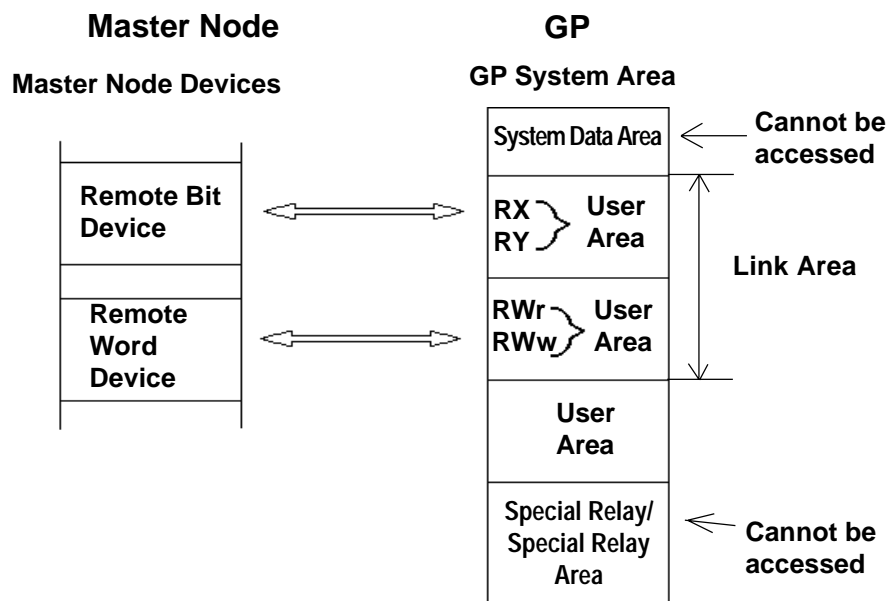 Master Node
GP
Master Node Devices
GP System Area
System Data Area
Cannot be
accessed
Remote Bit
Device
RX
RY
User
Area
Link Area
Remote
Word
Device
RWr
RWw
User
Area
User
Area
Special Relay/
Special Relay
Area
Cannot be
accessed